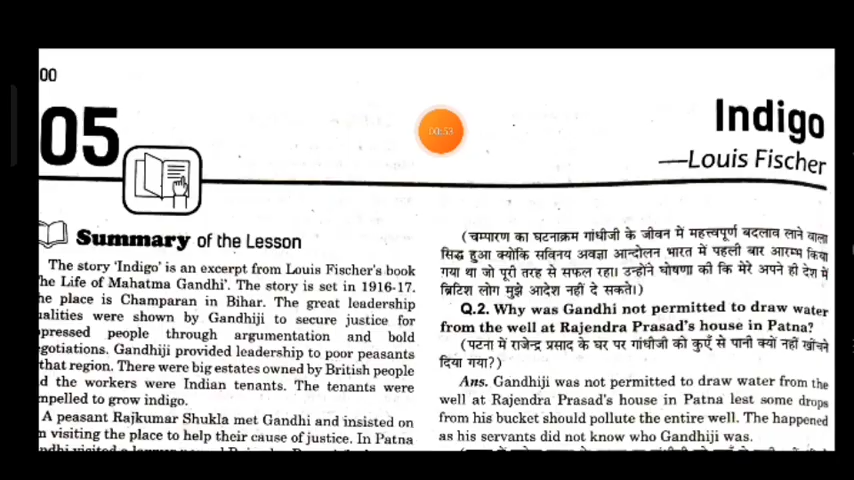 00
05
Indigo
—Louis Fischer
00:53
Summary of the Lesson
The story 'Indigo' is an excerpt from Louis Fischer's book
he Life of Mahatma Gandhi'. The story is set in 1916-17.
he place is Champaran in Bihar. The great leadership
alities were shown by Gandhiji to secure justice for
pressed people through argumentation and bold
gotiations. Gandhiji provided leadership to poor peasants
that region. There were big estates owned by British people
d the workers were Indian tenants. The tenants were
mpelled to grow indigo.
A peasant Rajkumar Shukla met Gandhi and insisted on
n visiting the place to help their cause of justice. In Patna
(चम्पारण का घटनाक्रम गांधीजी के जीवन में महत्त्वपूर्ण बदलाव लाने वाला
सिद्ध हुआ क्योंकि सविनय अवज्ञा आन्दोलन भारत में पहली बार आरम्भ किया
गया था जो पूरी तरह से सफल रहा। उन्होंने घोषणा की कि मेरे अपने ही देश में
ब्रिटिश लोग मुझे आदेश नहीं दे सकते।)
Q.2. Why was Gandhi not permitted to draw water
from the well at Rajendra Prasad's house in Patna?
(पटना में राजेन्द्र प्रसाद के घर पर गांधीजी को कुएँ से पानी क्यों नहीं खींचने
दिया गया?)
Ans. Gandhiji was not permitted to draw water from the
well at Rajendra Prasad's house in Patna lest some drops
from his bucket should pollute the entire well. The happened
as his servants did not know who Gandhiji was.